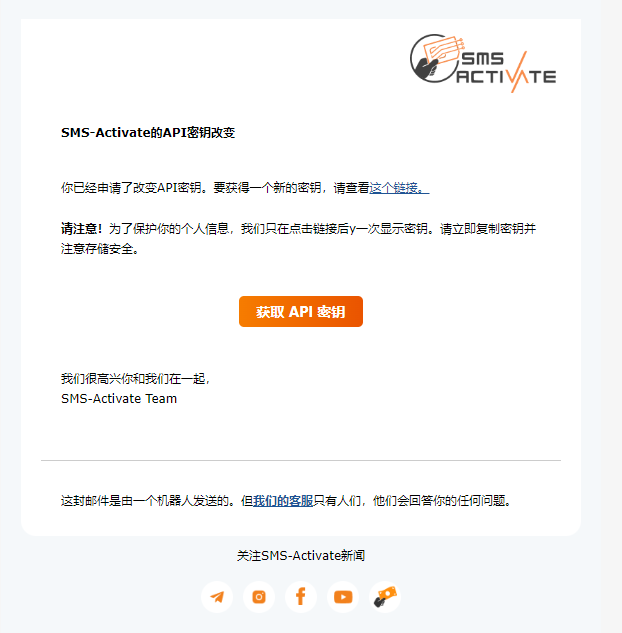 SMS
ACTIVATE
SMS-Activate的API密钥改变
你已经申请了改变API密钥。要获得一个新的密钥，请查看这个链接。
请注意！为了保护你的个人信息，我们只在点击链接后y一次显示密钥。请立即复制密钥并
注意存储安全。
获取 API 密钥
我们很高兴你和我们在一起，
SMS-Activate Team
这封邮件是由一个机器人发送的。但我们的客服只有人们，他们会回答你的任何问题。
关注SMS-Activate新闻